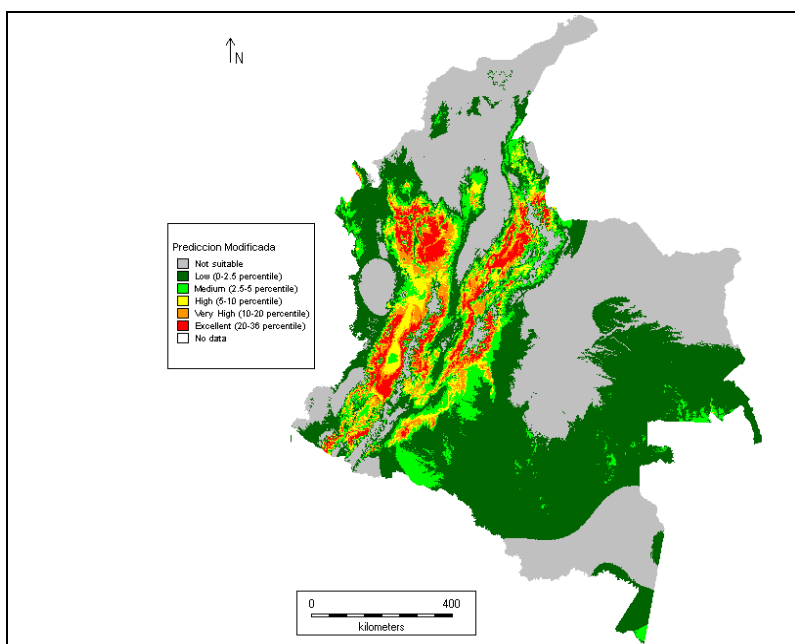 N
Prediccion Modificada
Not suitable
Low (0-2.5 percentile)
Medium (2.5-5 percentile)
High (5-10 percentile)
Very High (10-20 percentile)
Excellent (20-36 percentile)
No data
0 400
kilometers